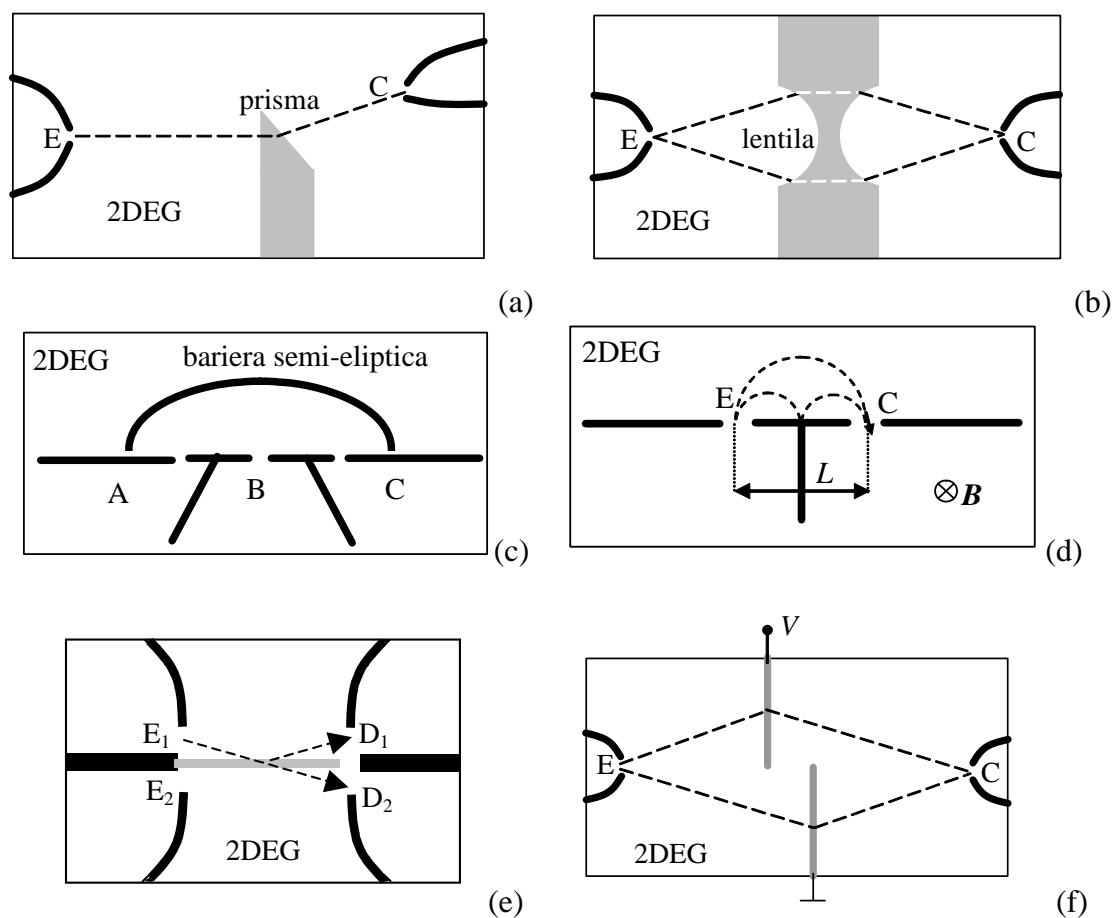 prisma
E
C
2DEG
(a)
lentila
E
C
2DEG
(b)
2DEG
bariera semi-eliptica
A
B
C
(c)
2DEG
E
C
L
⊗B
(d)
E1
D1
E2
D2
2DEG
(e)
V
E
C
2DEG
(f)